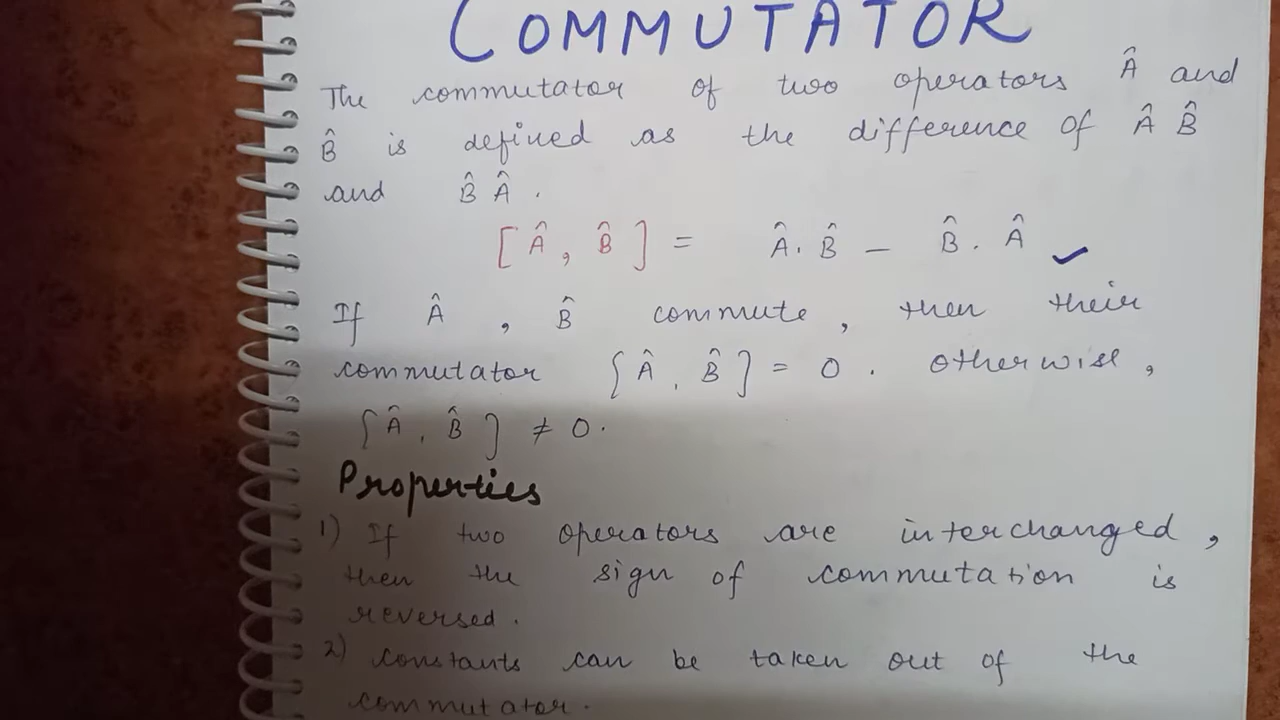 COMMUTATOR
The commutator of two operators Â and
B̂ is defined as the difference of Â B̂
and B̂ Â .
[ Â , B̂ ] = Â . B̂ – B̂ . Â ✓
If Â , B̂ commute , then their
commutator [ Â , B̂ ] = 0 . otherwise ,
[ Â , B̂ ] ≠ 0 .
Properties
1) If two operators are interchanged ,
then the sign of commutation is
reversed .
2) constants can be taken out of the
commutator .